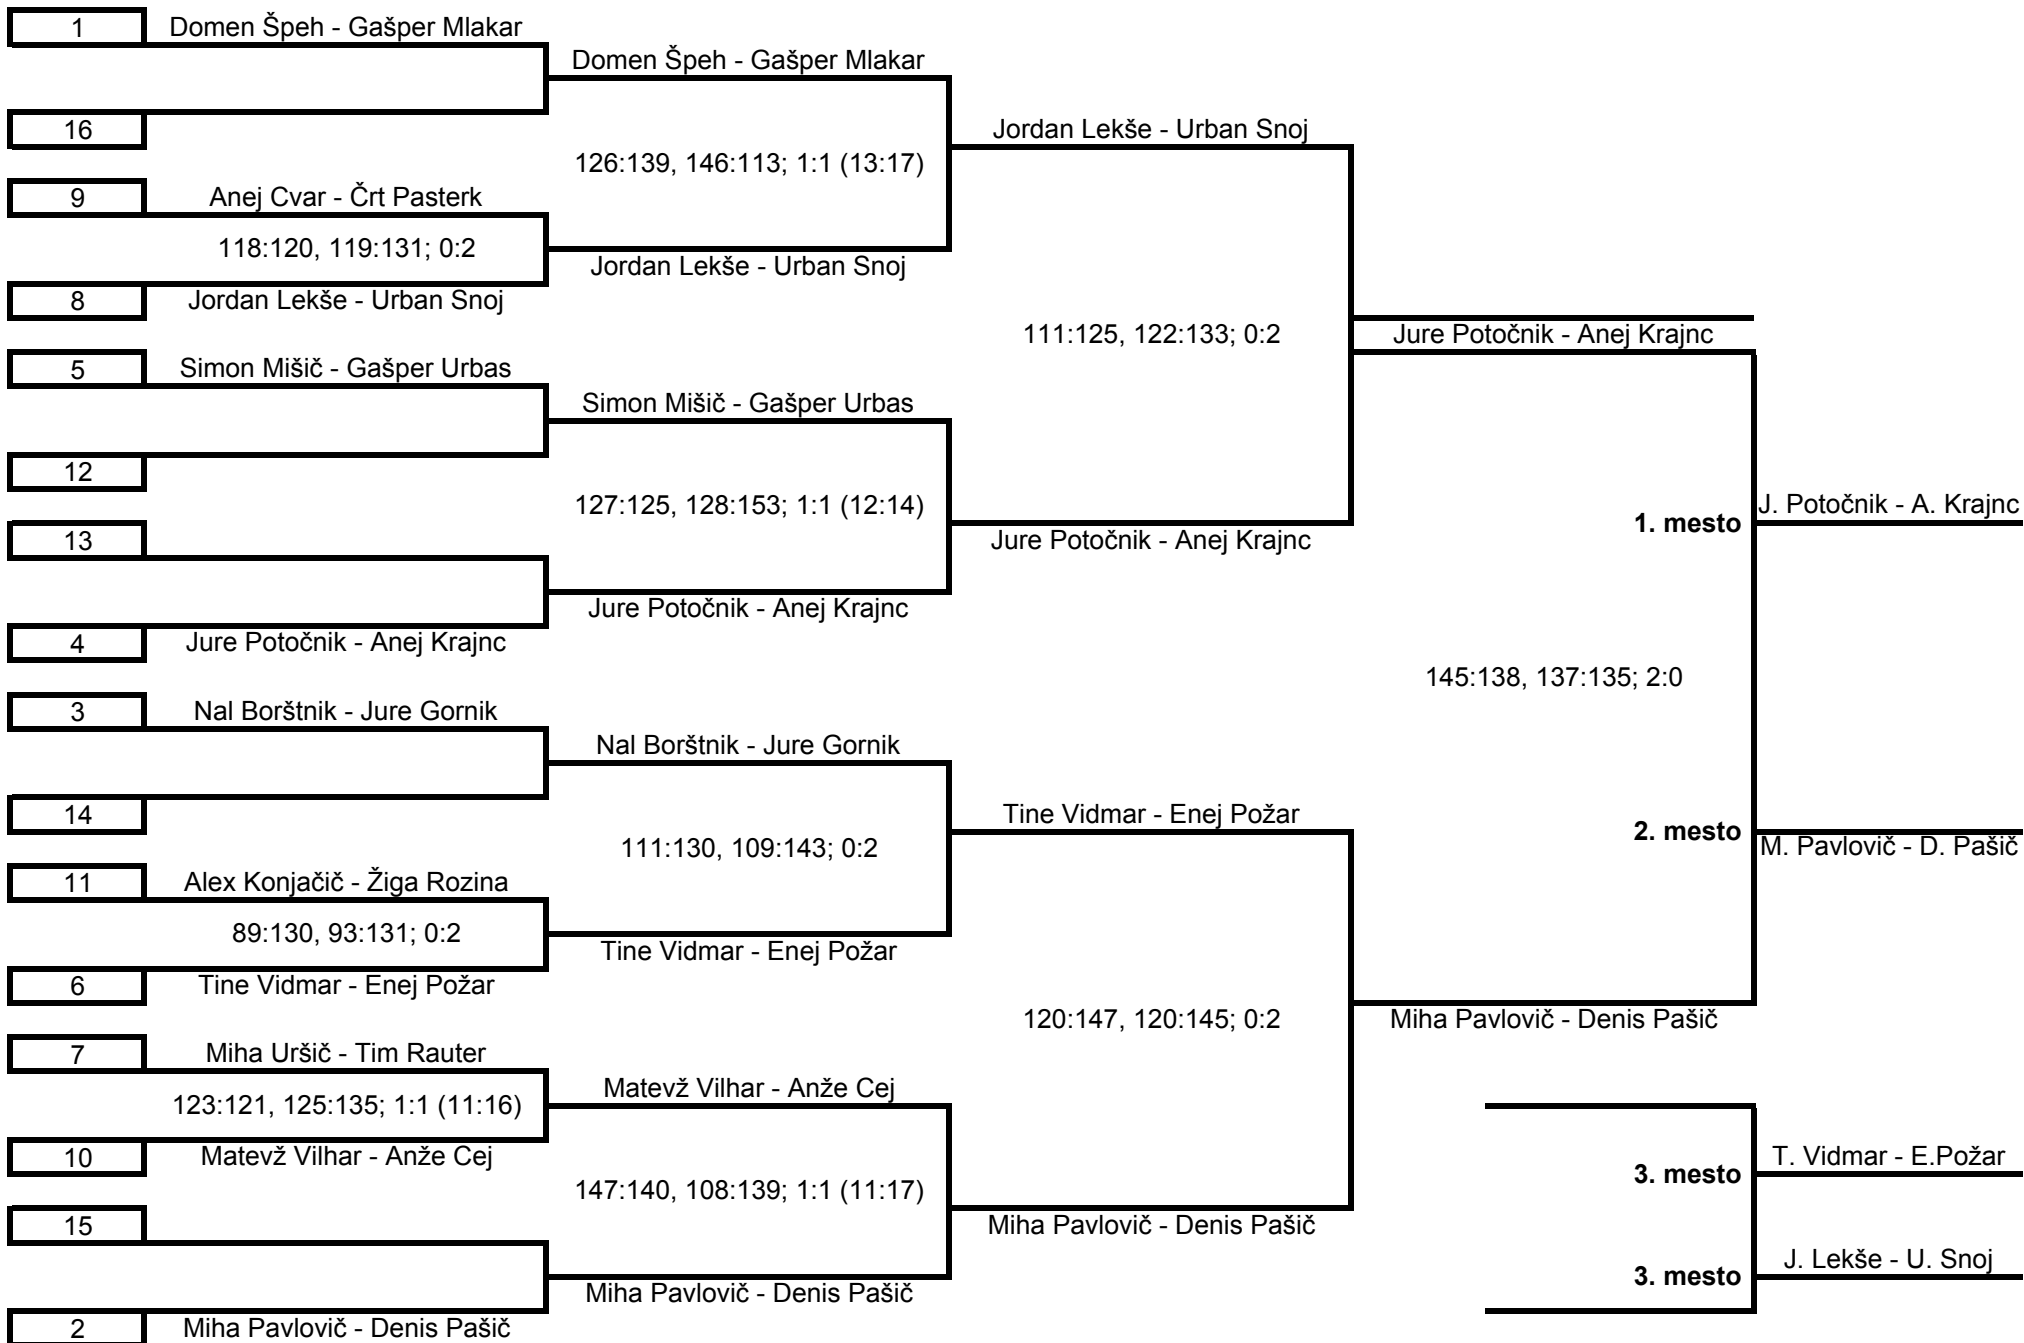 1 Domen Špeh - Gašper Mlakar
Domen Špeh - Gašper Mlakar
16
Jordan Lekše - Urban Snoj
126:139, 146:113; 1:1 (13:17)
9 Anej Cvar - Črt Pasterk
118:120, 119:131; 0:2
Jordan Lekše - Urban Snoj
8 Jordan Lekše - Urban Snoj
111:125, 122:133; 0:2
Jure Potočnik - Anej Krajnc
5 Simon Mišič - Gašper Urbas
Simon Mišič - Gašper Urbas
12
127:125, 128:153; 1:1 (12:14)
J. Potočnik - A. Krajnc
1. mesto
13
Jure Potočnik - Anej Krajnc
Jure Potočnik - Anej Krajnc
4 Jure Potočnik - Anej Krajnc
145:138, 137:135; 2:0
3 Nal Borštnik - Jure Gornik
Nal Borštnik - Jure Gornik
14
Tine Vidmar - Enej Požar
2. mesto
111:130, 109:143; 0:2
M. Pavlovič - D. Pašič
11 Alex Konjačič - Žiga Rozina
89:130, 93:131; 0:2
Tine Vidmar - Enej Požar
6 Tine Vidmar - Enej Požar
120:147, 120:145; 0:2
Miha Pavlovič - Denis Pašič
7 Miha Uršič - Tim Rauter
Matevž Vilhar - Anže Cej
123:121, 125:135; 1:1 (11:16)
10 Matevž Vilhar - Anže Cej
T. Vidmar - E.Požar
3. mesto
147:140, 108:139; 1:1 (11:17)
15
Miha Pavlovič - Denis Pašič
J. Lekše - U. Snoj
3. mesto
Miha Pavlovič - Denis Pašič
2 Miha Pavlovič - Denis Pašič